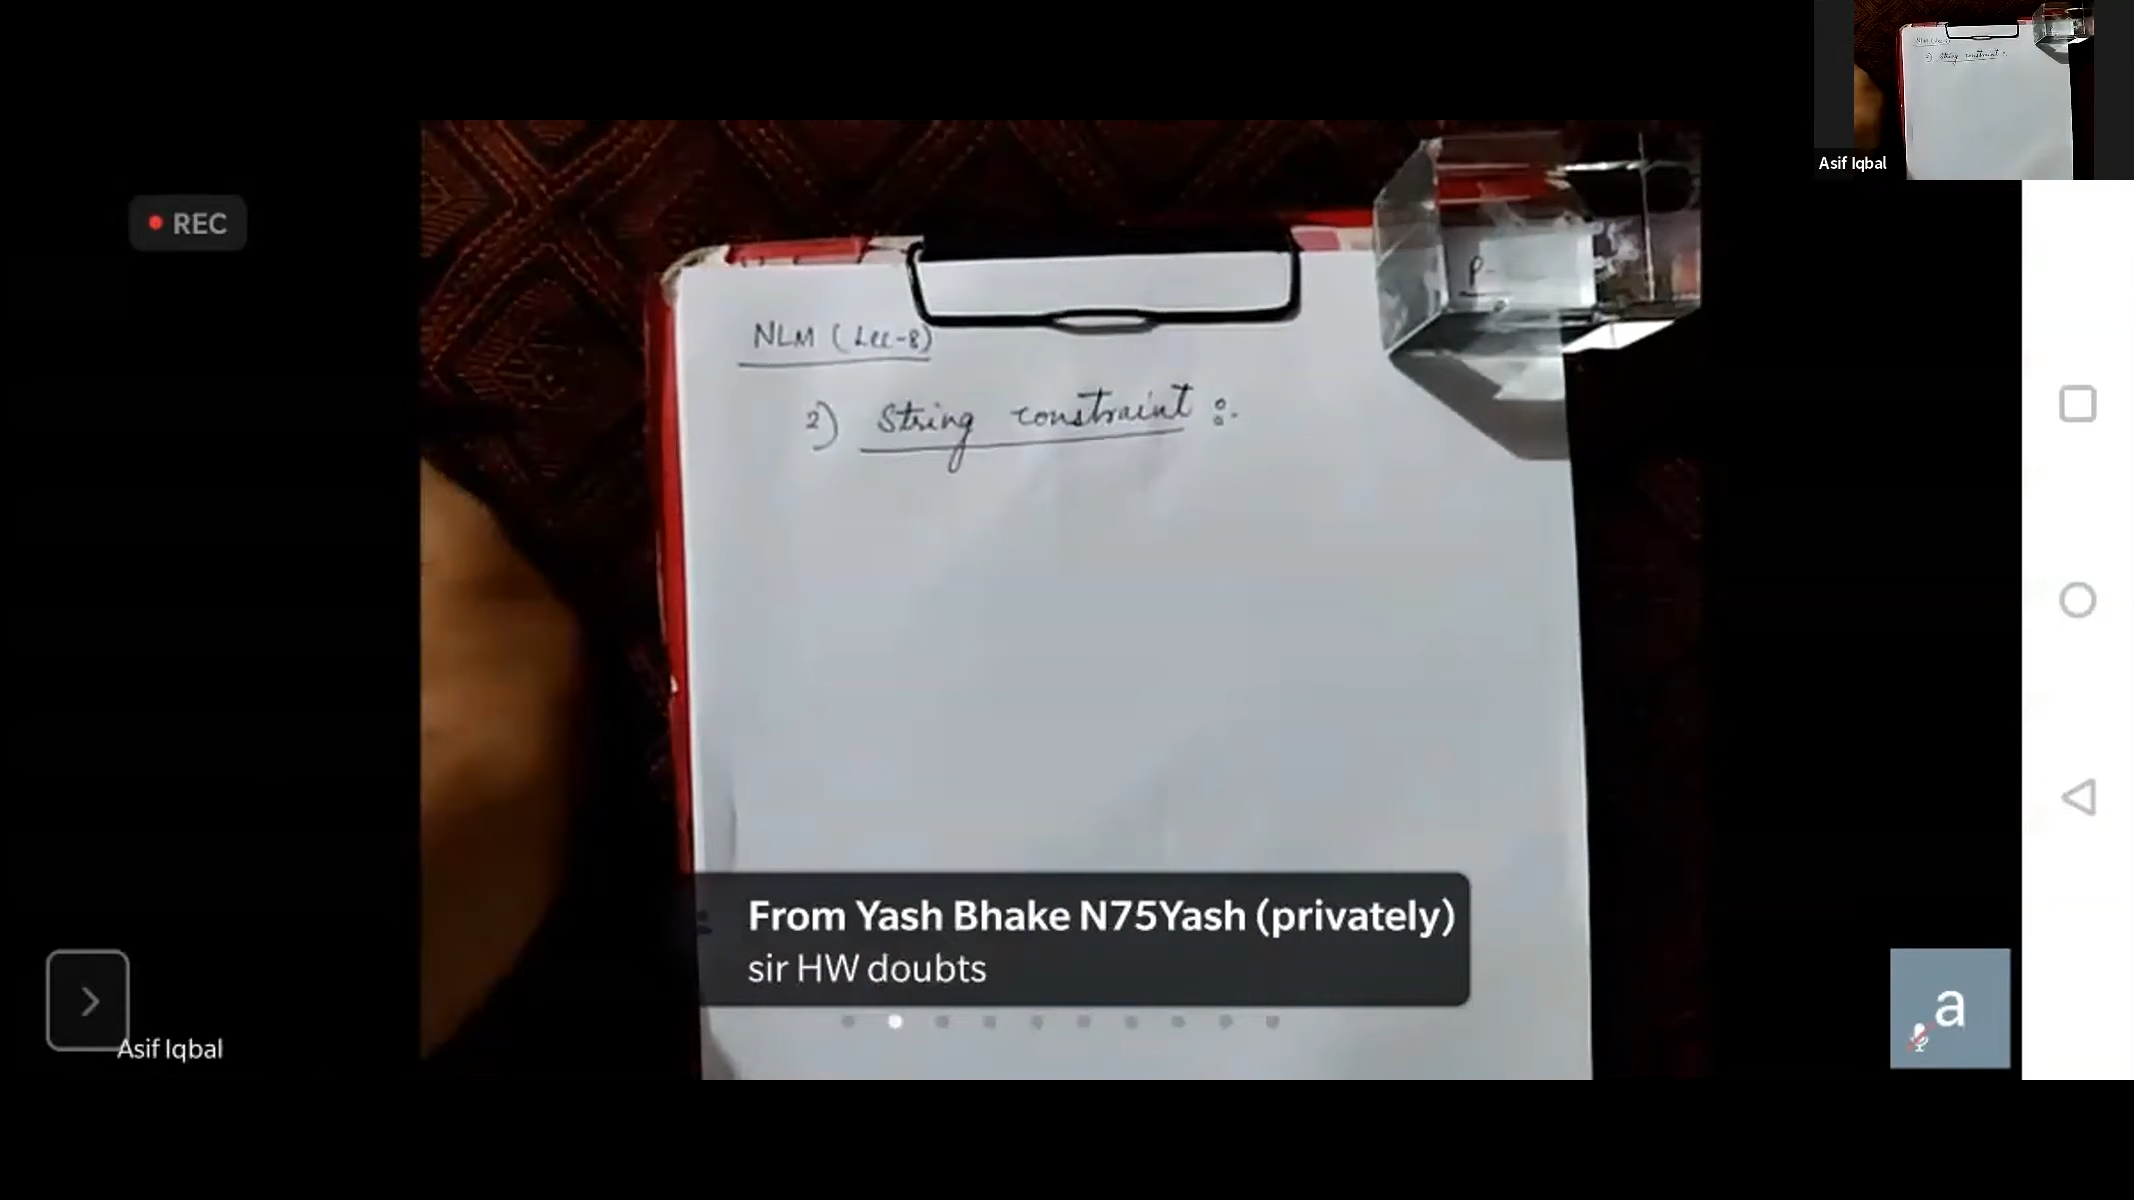 Asif Iqbal
REC
NLM (Lec-8)
2) String constraint :-
P-
From Yash Bhake N75Yash (privately)
sir HW doubts
Asif Iqbal
a